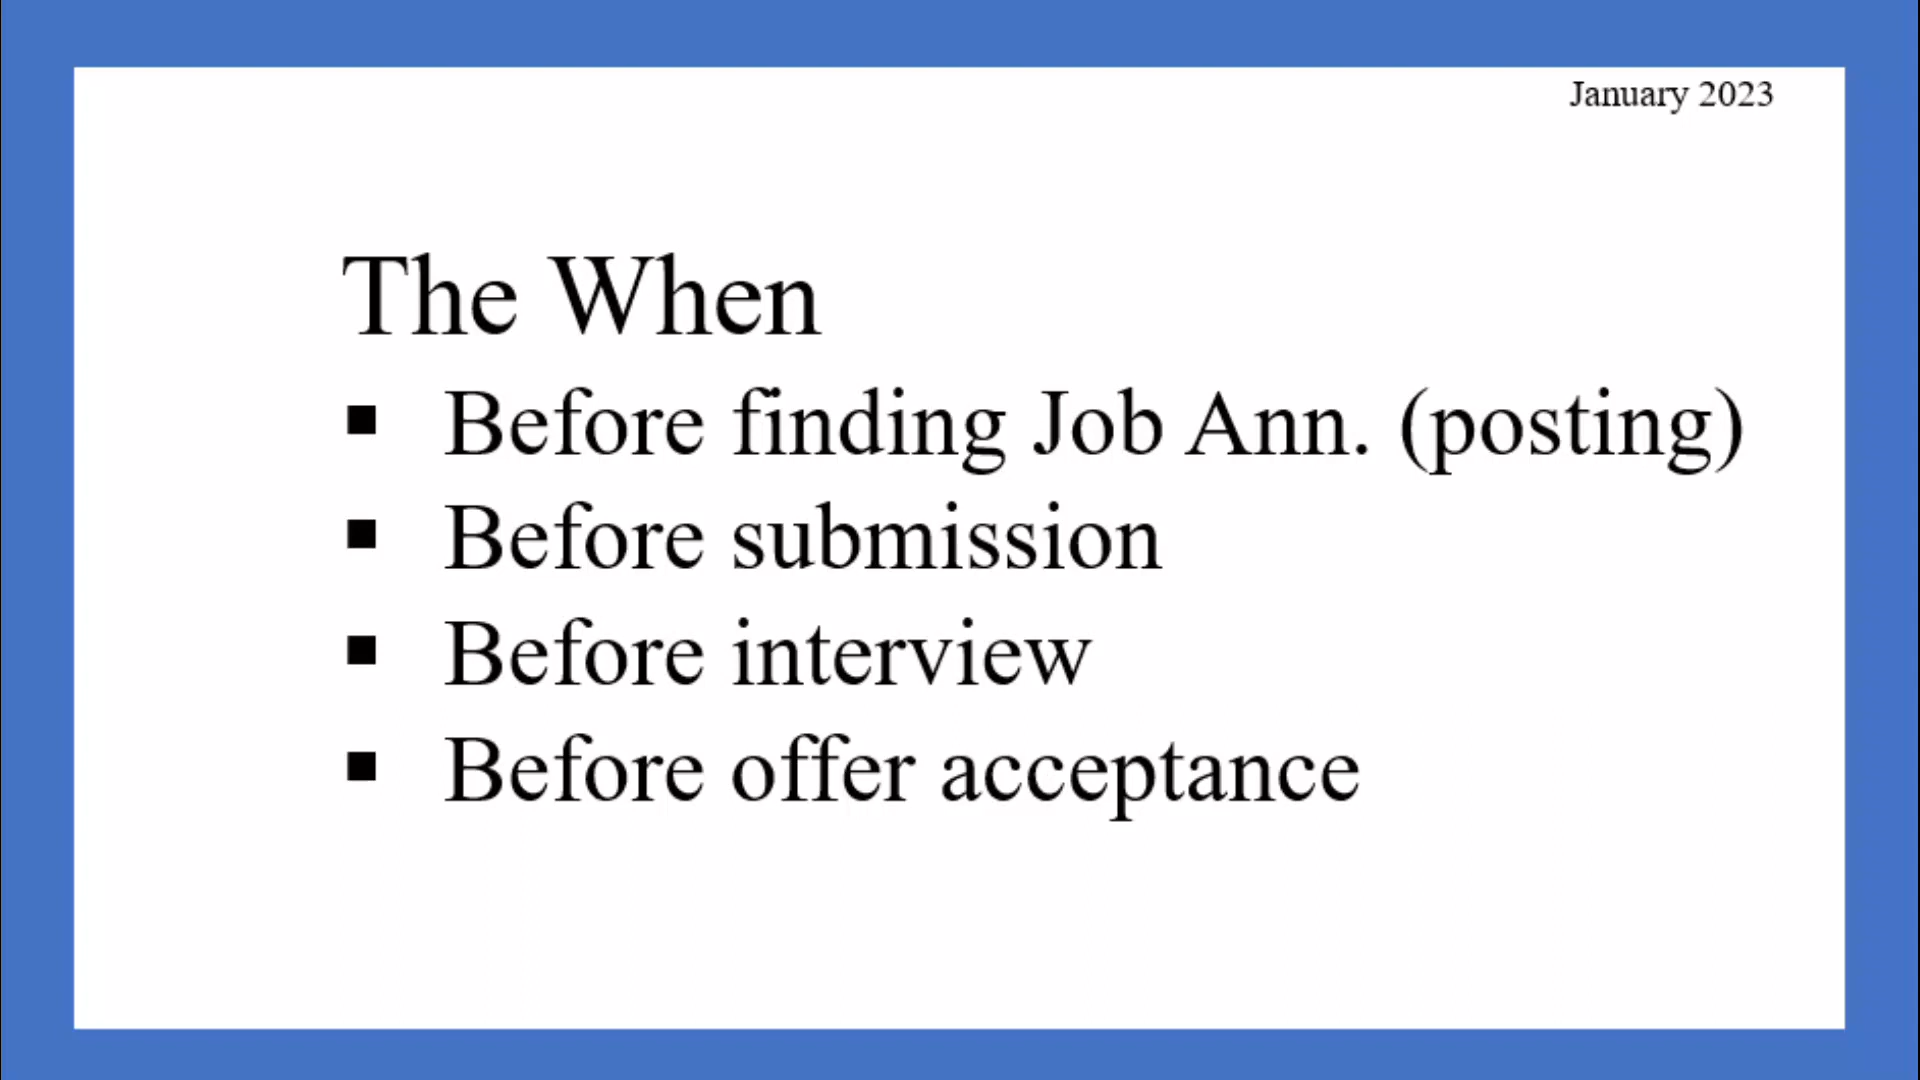 January 2023
The When
▪ Before finding Job Ann. (posting)
▪ Before submission
▪ Before interview
▪ Before offer acceptance